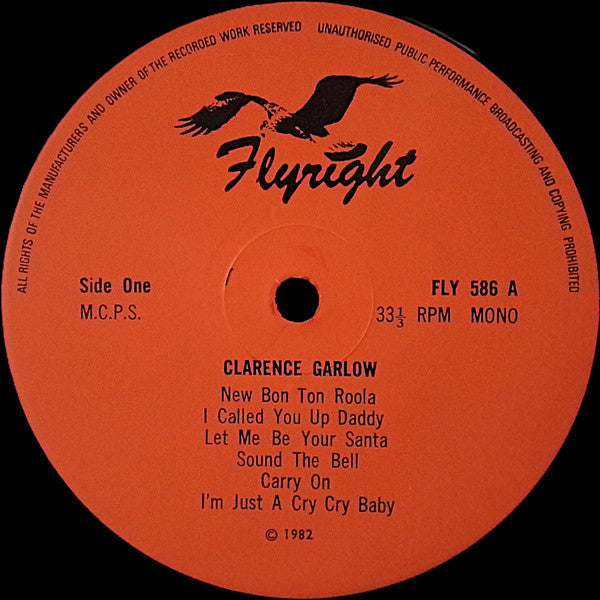 ALL RIGHTS OF THE MANUFACTURERS AND OWNER OF THE RECORDED WORK RESERVED
UNAUTHORISED PUBLIC PERFORMANCE BROADCASTING AND COPYING PROHIBITED
Flyright
Side One
M.C.P.S.
FLY 586 A
33⅓ RPM MONO
CLARENCE GARLOW
New Bon Ton Roola
I Called You Up Daddy
Let Me Be Your Santa
Sound The Bell
Carry On
I'm Just A Cry Cry Baby
© 1982